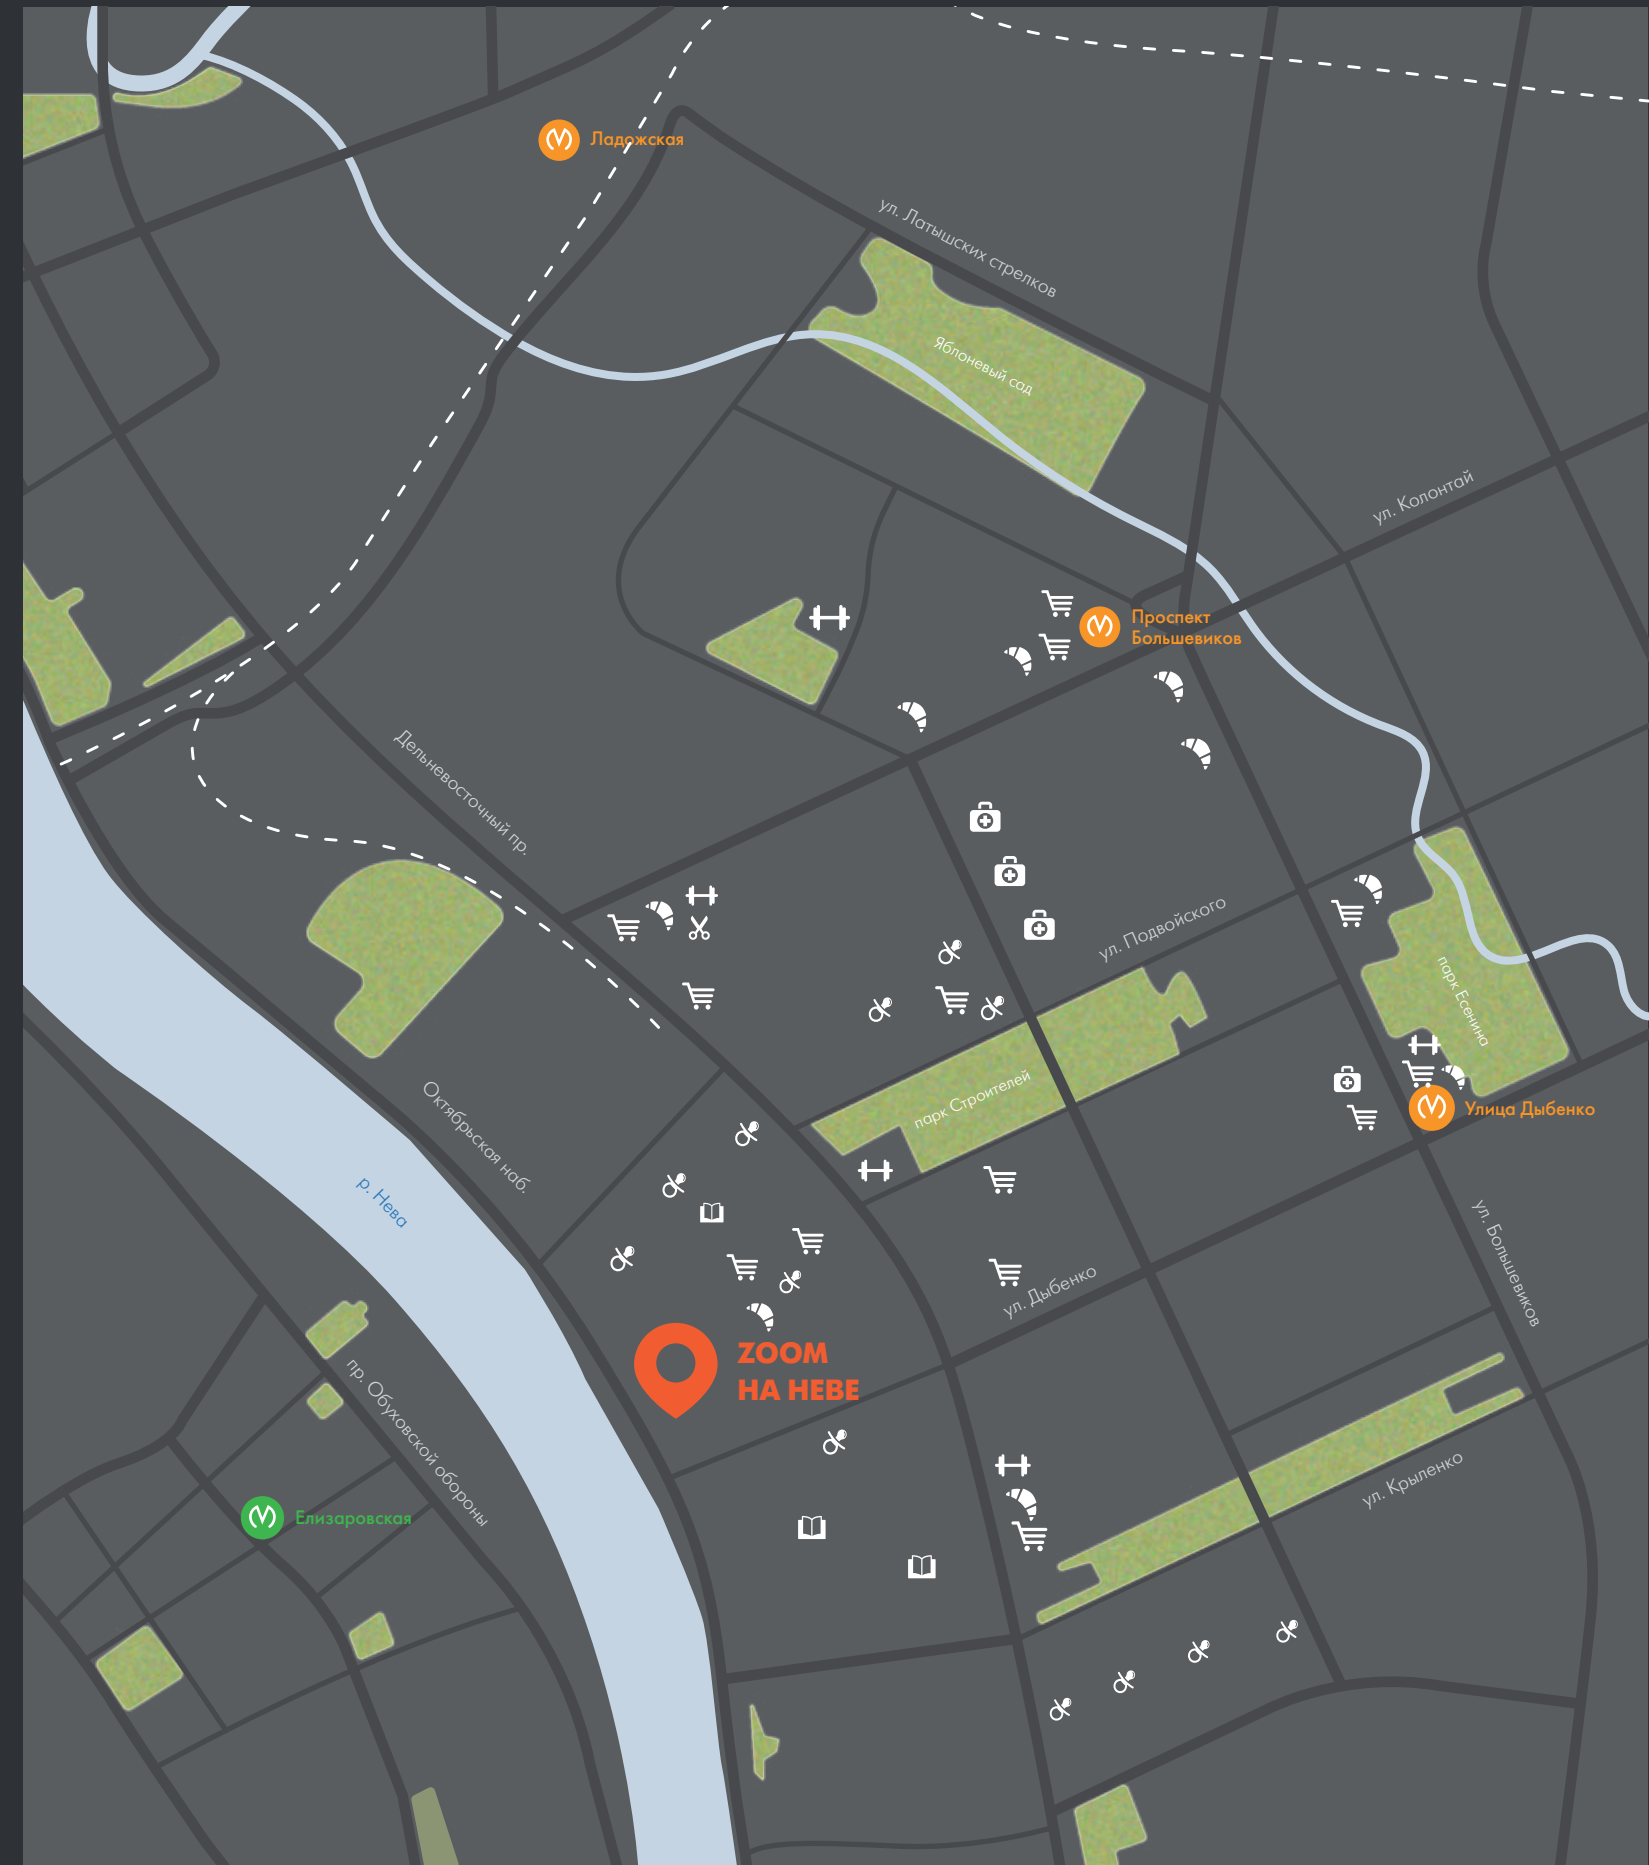 Ладожская
ул. Латышских стрелков
Яблоневый сад
ул. Колонтай
Проспект
Большевиков
Дельневосточный пр.
ул. Подвойского
парк Есенина
парк Строителей
Октябрьская наб.
Улица Дыбенко
р. Нева
ул. Большевиков
ул. Дыбенко
ZOOM
НА НЕВЕ
пр. Обуховской обороны
ул. Крыленко
Елизаровская